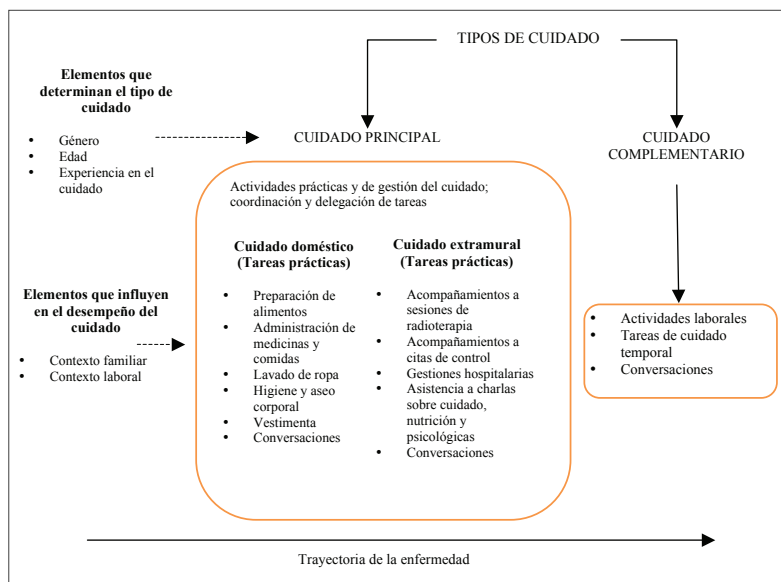 TIPOS DE CUIDADO
Elementos que
determinan el tipo de
cuidado
• Género
• Edad
• Experiencia en el
cuidado
CUIDADO PRINCIPAL
CUIDADO
COMPLEMENTARIO
Actividades prácticas y de gestión del cuidado;
coordinación y delegación de tareas
Cuidado doméstico
(Tareas prácticas)
• Preparación de
alimentos
• Administración de
medicinas y
comidas
• Lavado de ropa
• Higiene y aseo
corporal
• Vestimenta
• Conversaciones
Cuidado extramural
(Tareas prácticas)
• Acompañamientos a
sesiones de
radioterapia
• Acompañamientos a
citas de control
• Gestiones hospitalarias
• Asistencia a charlas
sobre cuidado,
nutrición y
psicológicas
• Conversaciones
Elementos que influyen
en el desempeño del
cuidado
• Contexto familiar
• Contexto laboral
• Actividades laborales
• Tareas de cuidado
temporal
• Conversaciones
Trayectoria de la enfermedad